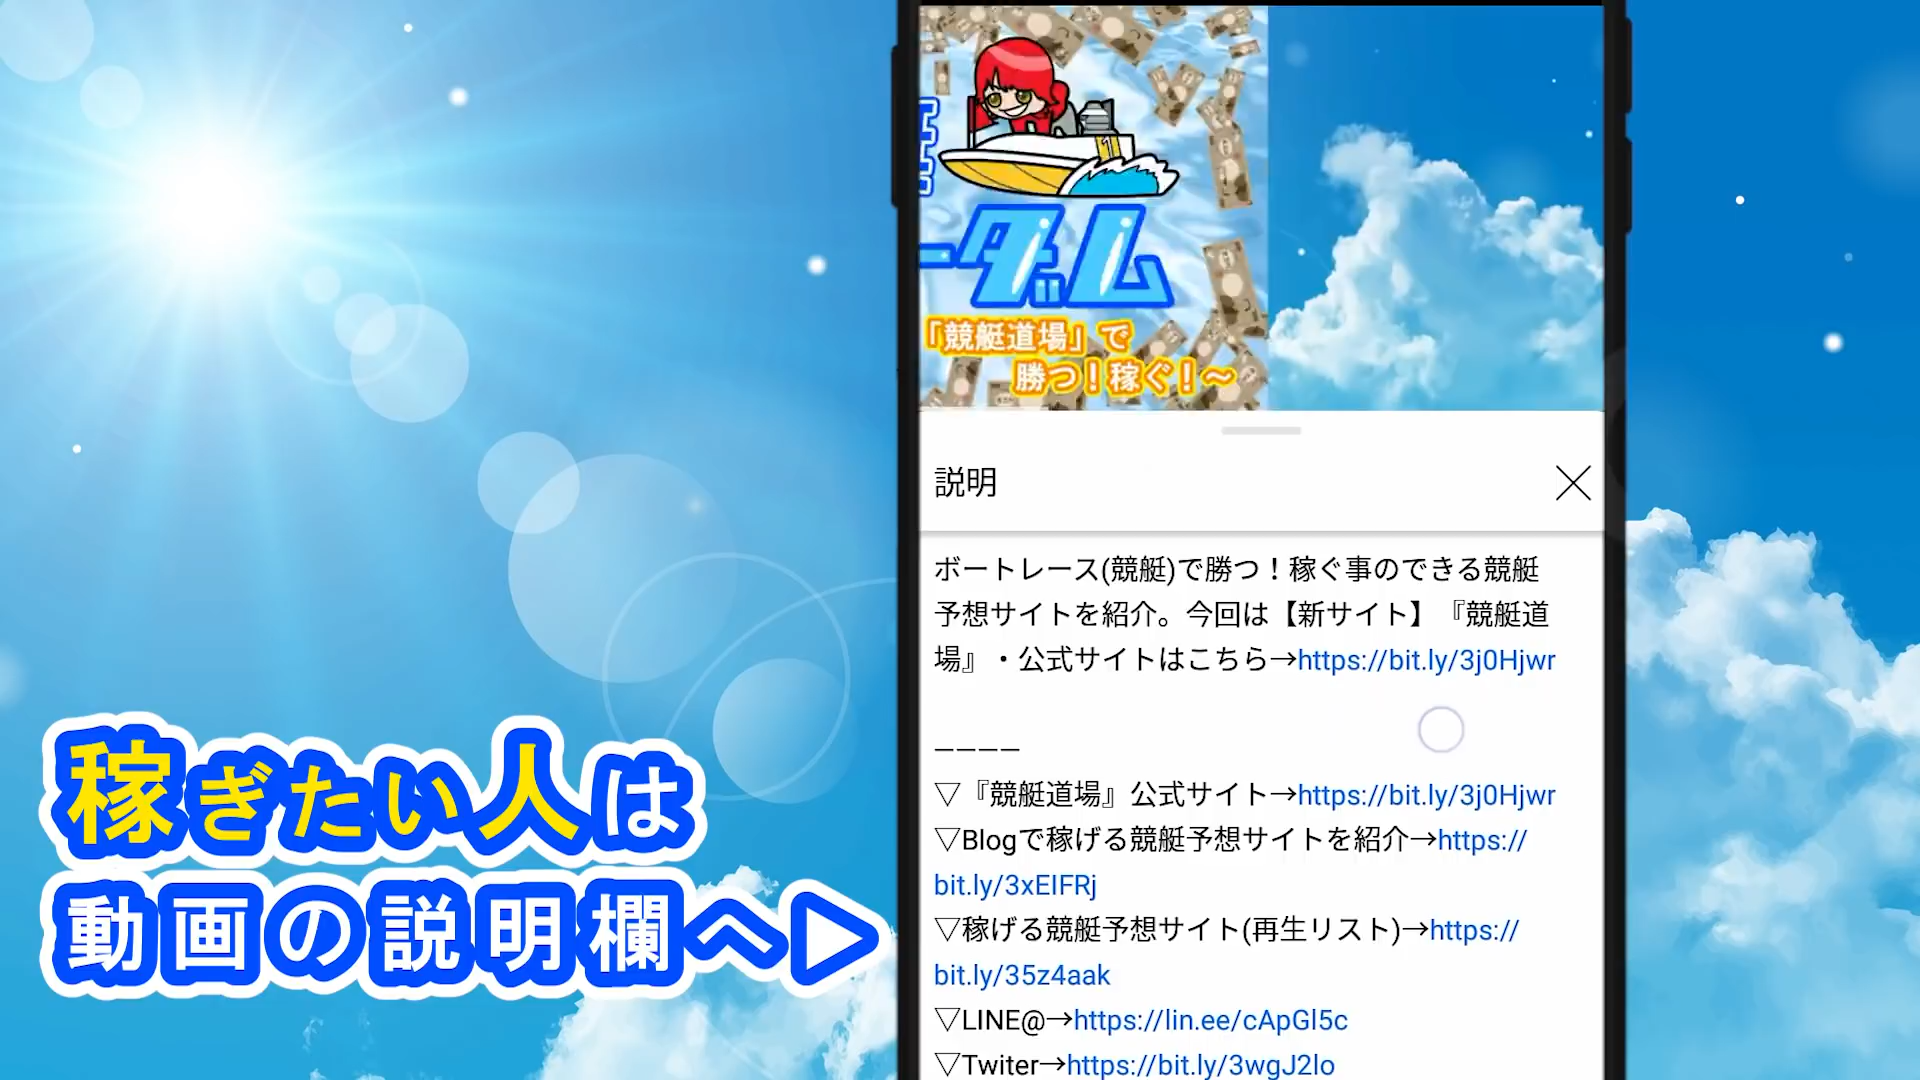 稼ぎたい人は
動画の説明欄へ▷
1
ーダム
「競艇道場」で
勝つ!稼ぐ!~
説明
ボートレース(競艇)で勝つ!稼ぐ事のできる競艇
予想サイトを紹介。今回は【新サイト】『競艇道
場』・公式サイトはこちら→https://bit.ly/3j0Hjwr
––––
▽『競艇道場』公式サイト→https://bit.ly/3j0Hjwr
▽Blogで稼げる競艇予想サイトを紹介→https://
bit.ly/3xEIFRj
▽稼げる競艇予想サイト(再生リスト)→https://
bit.ly/35z4aak
▽LINE@→https://lin.ee/cApGl5c
▽Twiter→https://bit.ly/3wgJ2lo